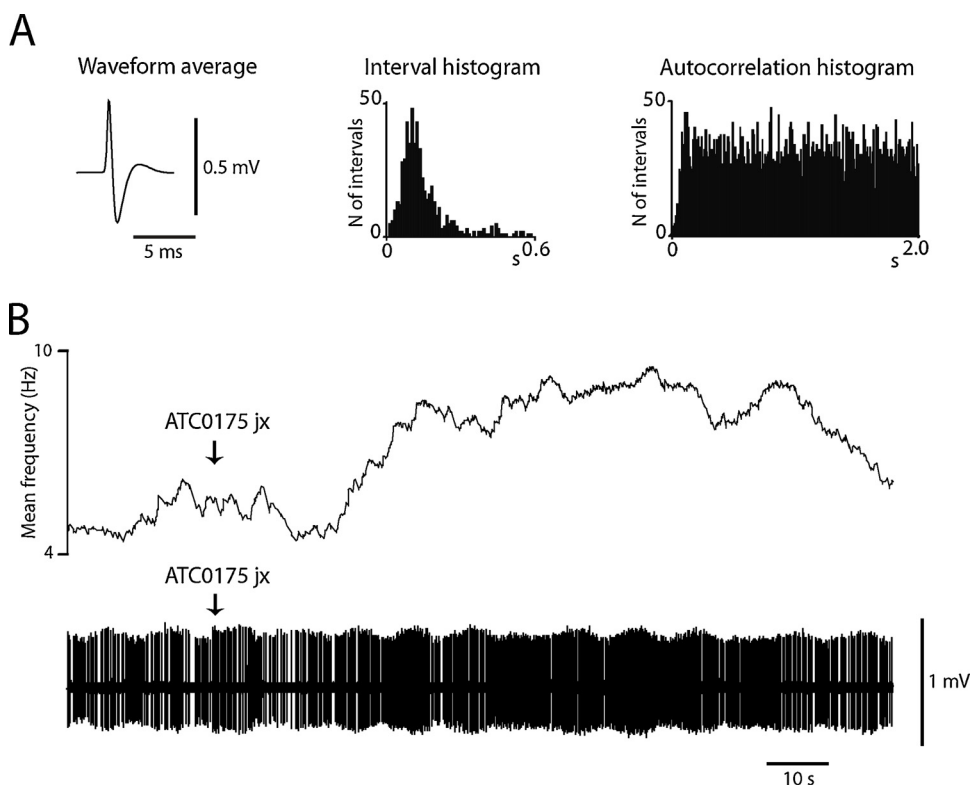 A
Waveform average
0.5 mV
5 ms
Interval histogram
50
N of intervals
0
0
s
0.6
Autocorrelation histogram
50
N of intervals
0
0
s
2.0
B
10
Mean frequency (Hz)
4
ATC0175 jx
ATC0175 jx
1 mV
10 s